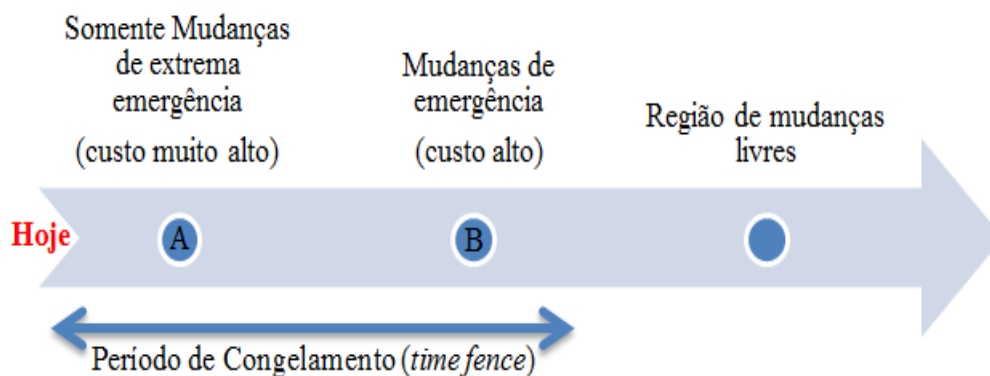 Somente Mudanças
de extrema
emergência
(custo muito alto)
Mudanças de
emergência
(custo alto)
Região de mudanças
livres
Hoje
A
B
Período de Congelamento (time fence)